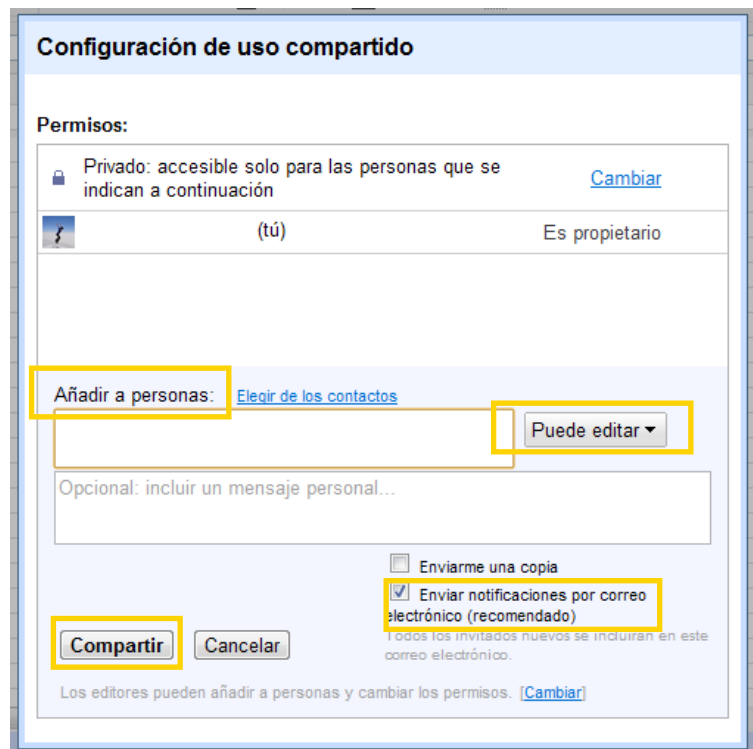 Configuración de uso compartido
Permisos:
Privado: accesible solo para las personas que se
indican a continuación
Cambiar
(tú)
Es propietario
Añadir a personas:
Elegir de los contactos
Puede editar
Opcional: incluir un mensaje personal...
Enviarme una copia
Enviar notificaciones por correo
electrónico (recomendado)
Todos los invitados nuevos se incluirán en este
correo electrónico.
Compartir
Cancelar
Los editores pueden añadir a personas y cambiar los permisos. [Cambiar]